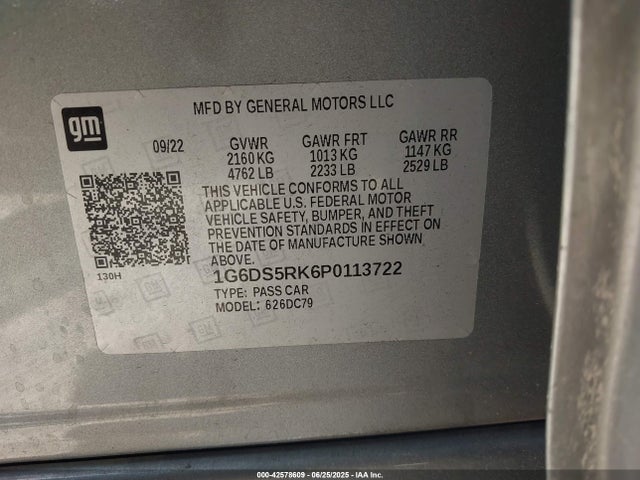 MFD BY GENERAL MOTORS LLC
gm
09/22 GVWR GAWR FRT GAWR RR
2160 KG 1013 KG 1147 KG
4762 LB 2233 LB 2529 LB
THIS VEHICLE CONFORMS TO ALL
APPLICABLE U.S. FEDERAL MOTOR
VEHICLE SAFETY, BUMPER, AND THEFT
PREVENTION STANDARDS IN EFFECT ON
THE DATE OF MANUFACTURE SHOWN
ABOVE.
130H
1G6DS5RK6P0113722
TYPE: PASS CAR
MODEL: 626DC79
000-42578609 - 06/25/2025 - IAA Inc.